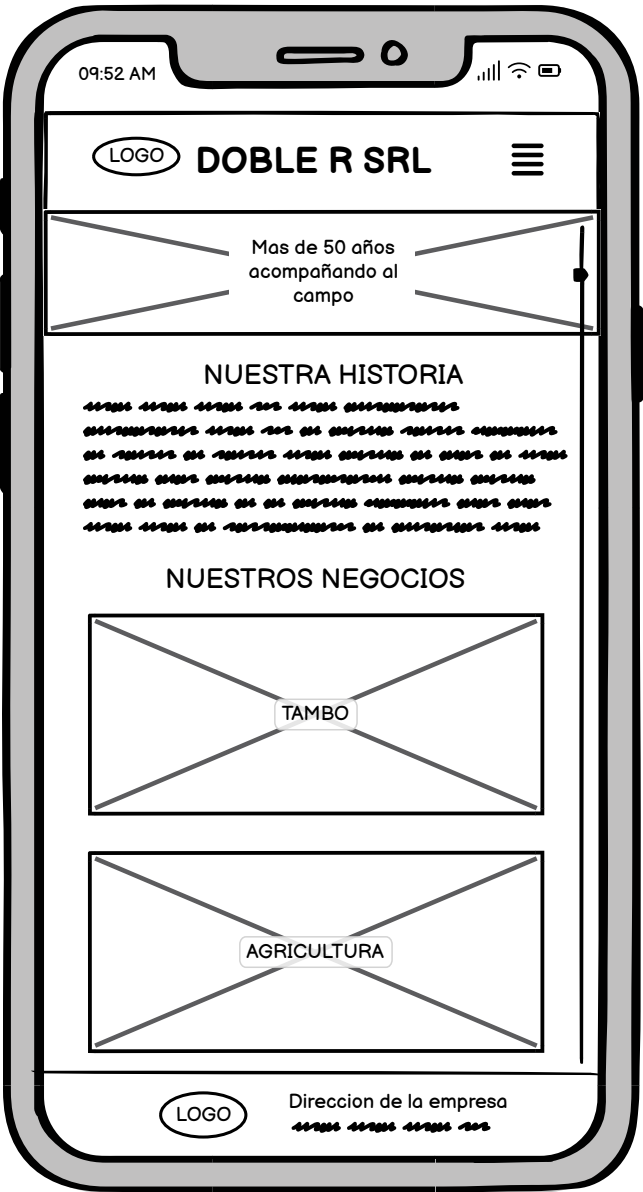 09:52 AM
LOGO
DOBLE R SRL
Mas de 50 años
acompañando al
campo
NUESTRA HISTORIA
NUESTROS NEGOCIOS
TAMBO
AGRICULTURA
LOGO
Direccion de la empresa